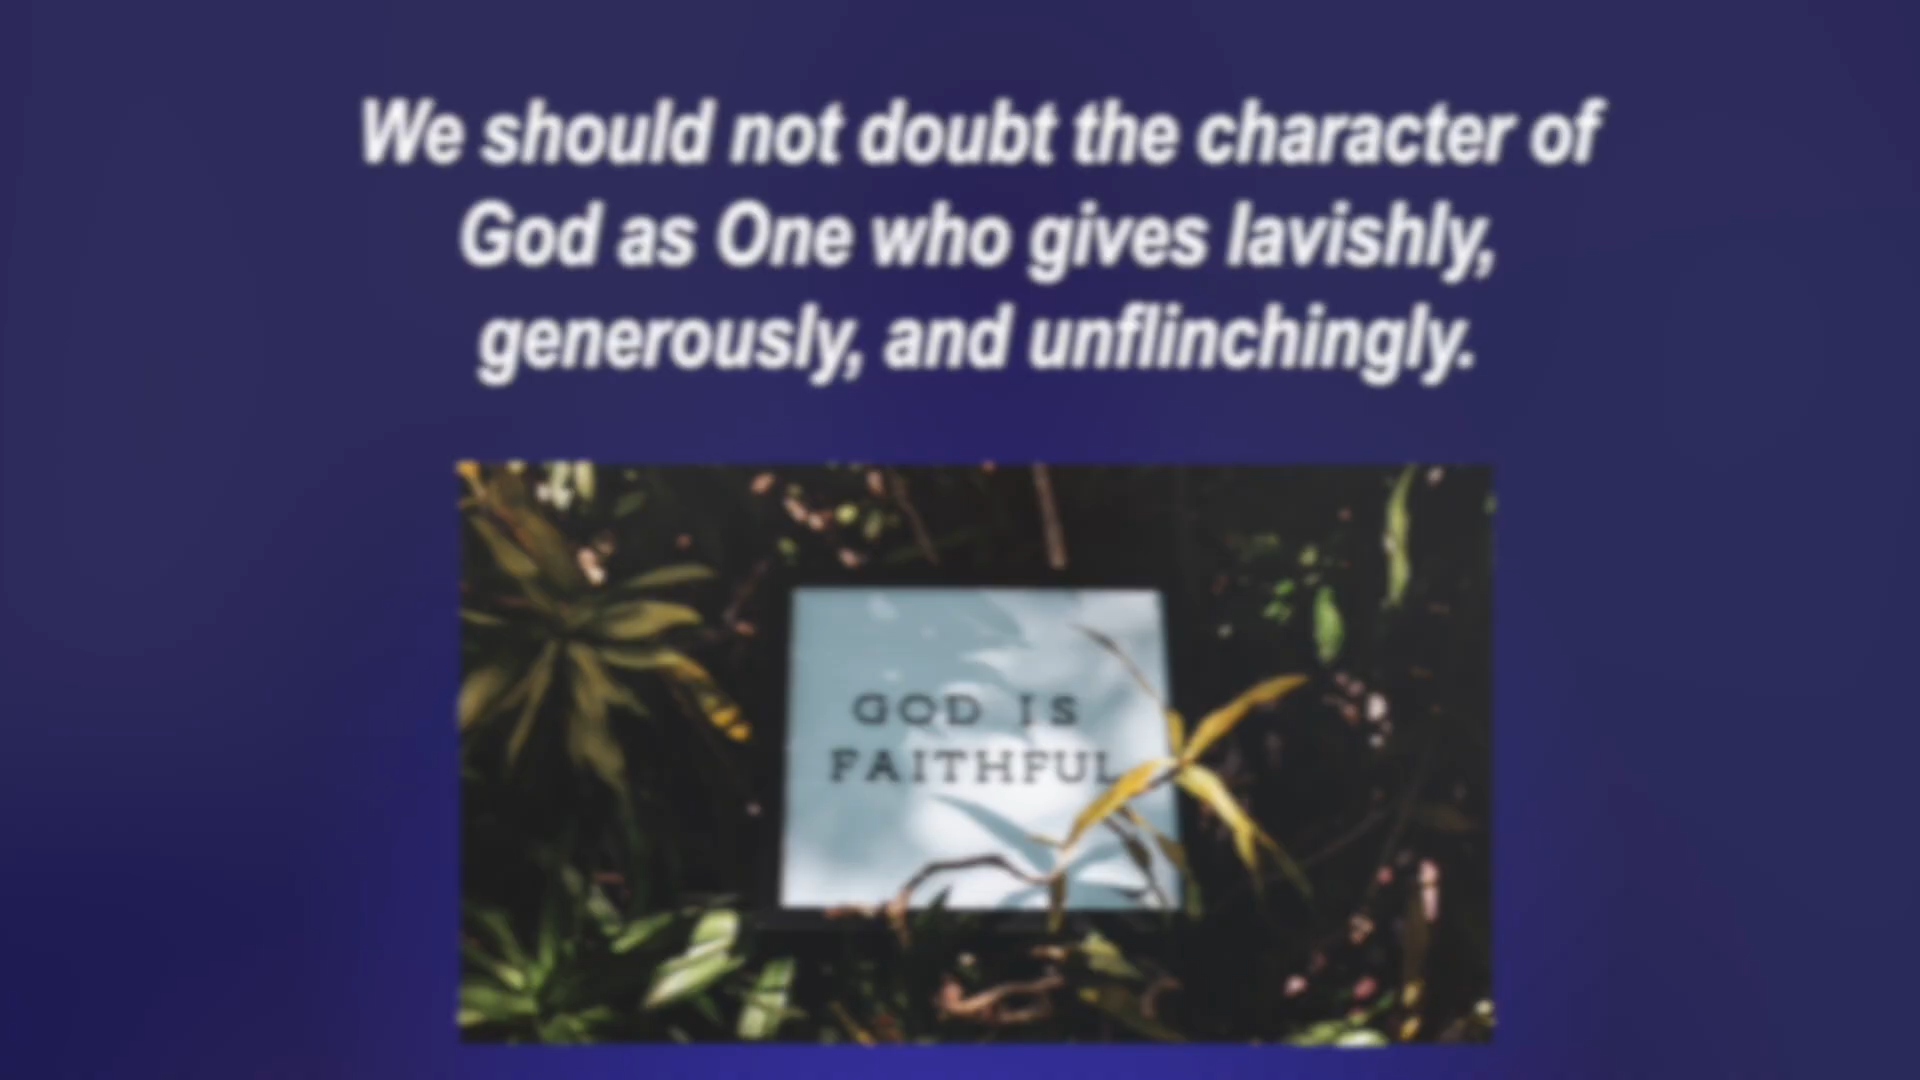 We should not doubt the character of
God as One who gives lavishly,
generously, and unflinchingly.
GOD IS
FAITHFUL